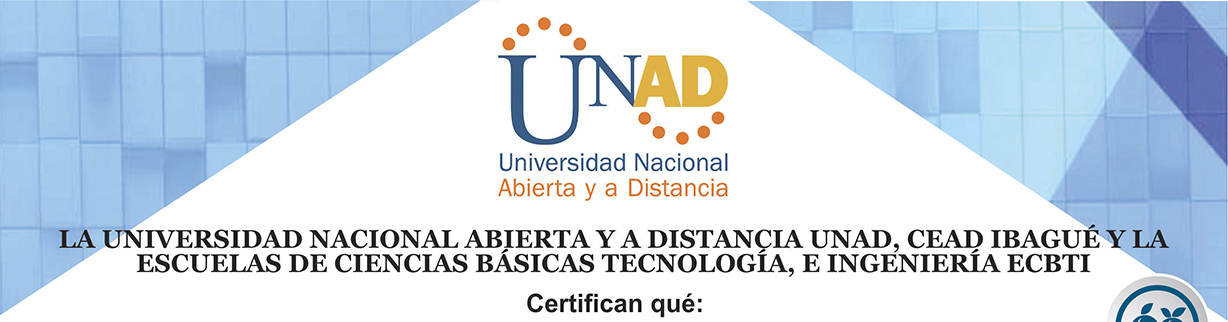 UNAD
Universidad Nacional
Abierta y a Distancia
LA UNIVERSIDAD NACIONAL ABIERTA Y A DISTANCIA UNAD, CEAD IBAGUÉ Y LA
ESCUELAS DE CIENCIAS BÁSICAS TECNOLOGÍA, E INGENIERÍA ECBTI
Certifican qué: